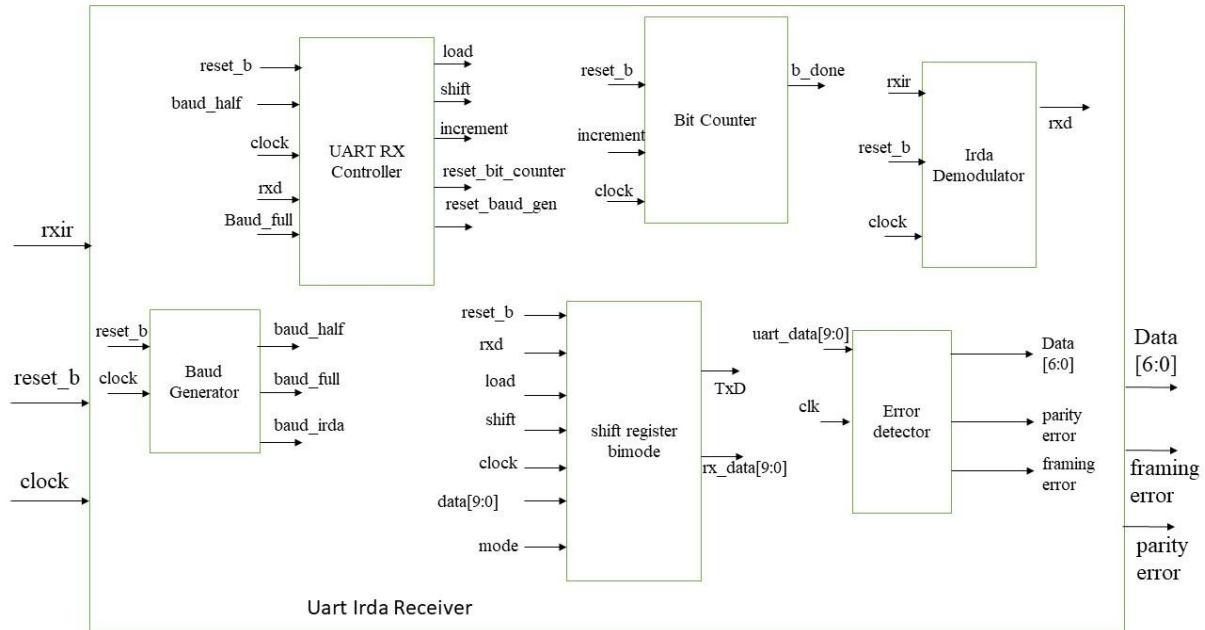 rxir
reset_b
clock
reset_b
baud_half
clock
rxd
Baud_full
UART RX
Controller
load
shift
increment
reset_bit_counter
reset_baud_gen
reset_b
increment
clock
Bit Counter
b_done
rxir
reset_b
clock
Irda
Demodulator
rxd
reset_b
clock
Baud
Generator
baud_half
baud_full
baud_irda
reset_b
rxd
load
shift
clock
data[9:0]
mode
shift register
bimode
TxD
rx_data[9:0]
uart_data[9:0]
clk
Error
detector
Data
[6:0]
parity
error
framing
error
Data
[6:0]
framing
error
parity
error
Uart Irda Receiver